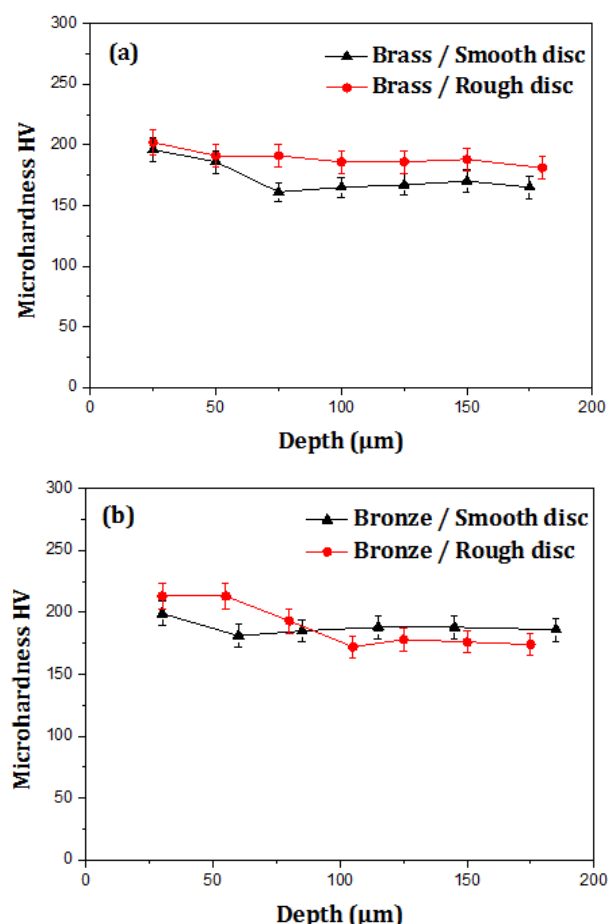 300
(a)
Brass / Smooth disc
250
Brass / Rough disc
200
150
100
50
0
Microhardness HV
0 50 100 150 200
Depth (µm)
300
(b)
Bronze / Smooth disc
250
Bronze / Rough disc
200
150
100
50
0
Microhardness HV
0 50 100 150 200
Depth (µm)